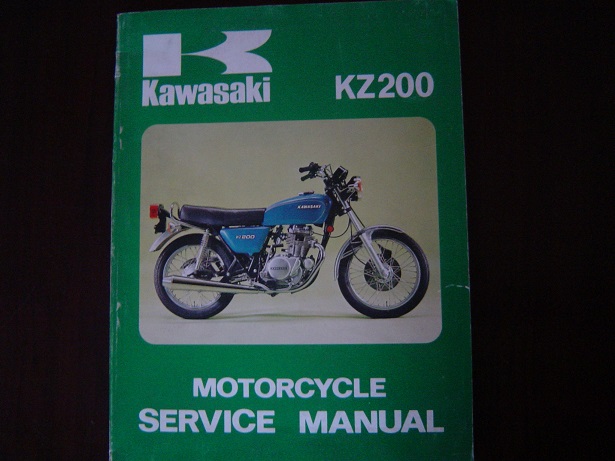 Kawasaki KZ200
KAWASAKI
KZ200
MOTORCYCLE
SERVICE MANUAL